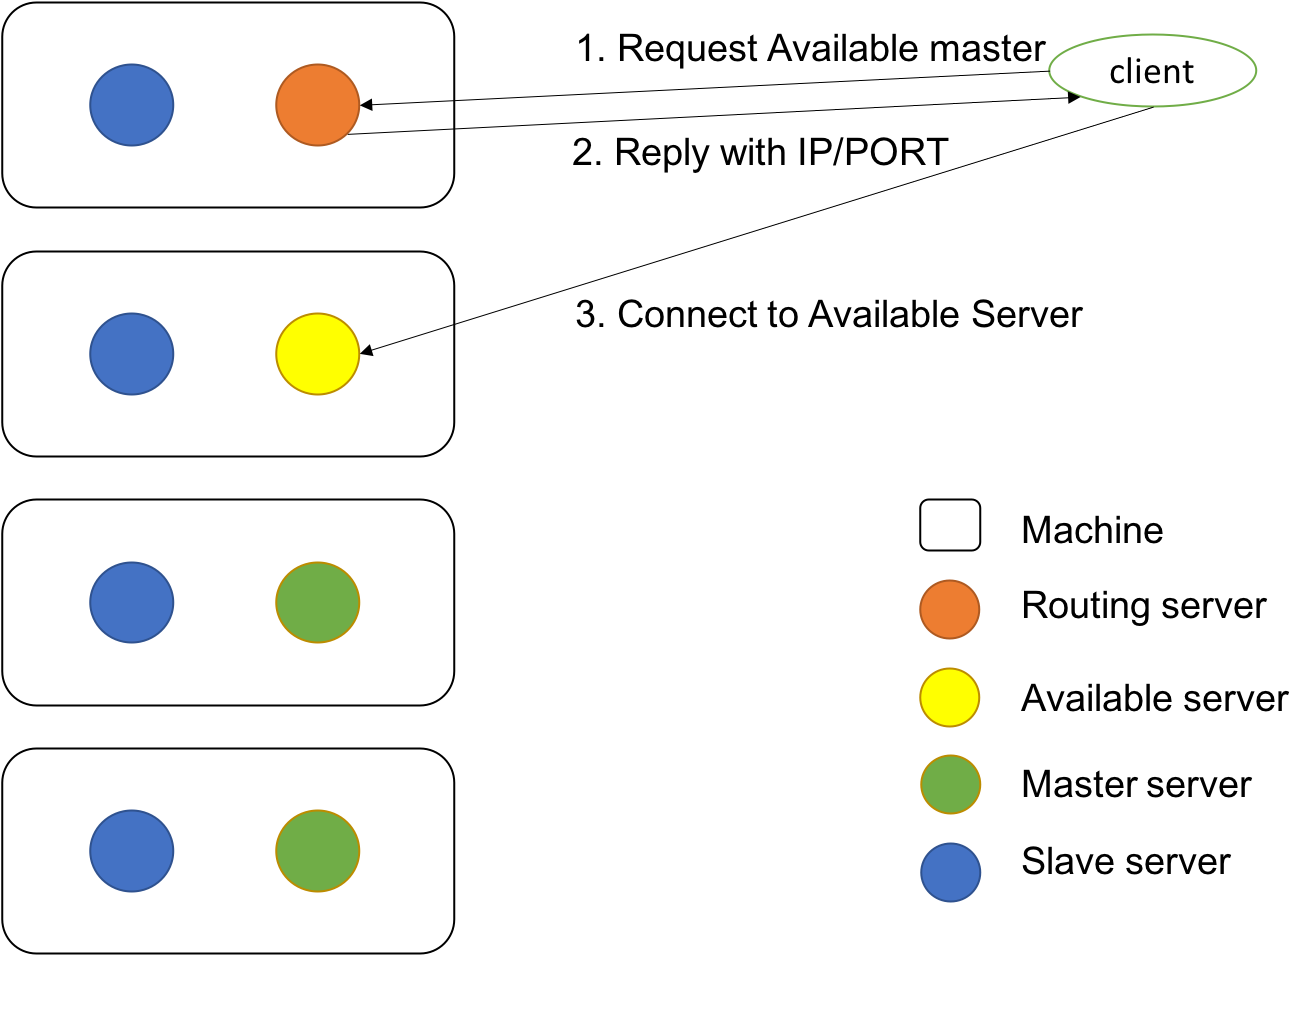 1. Request Available master
client
2. Reply with IP/PORT
3. Connect to Available Server
Machine
Routing server
Available server
Master server
Slave server